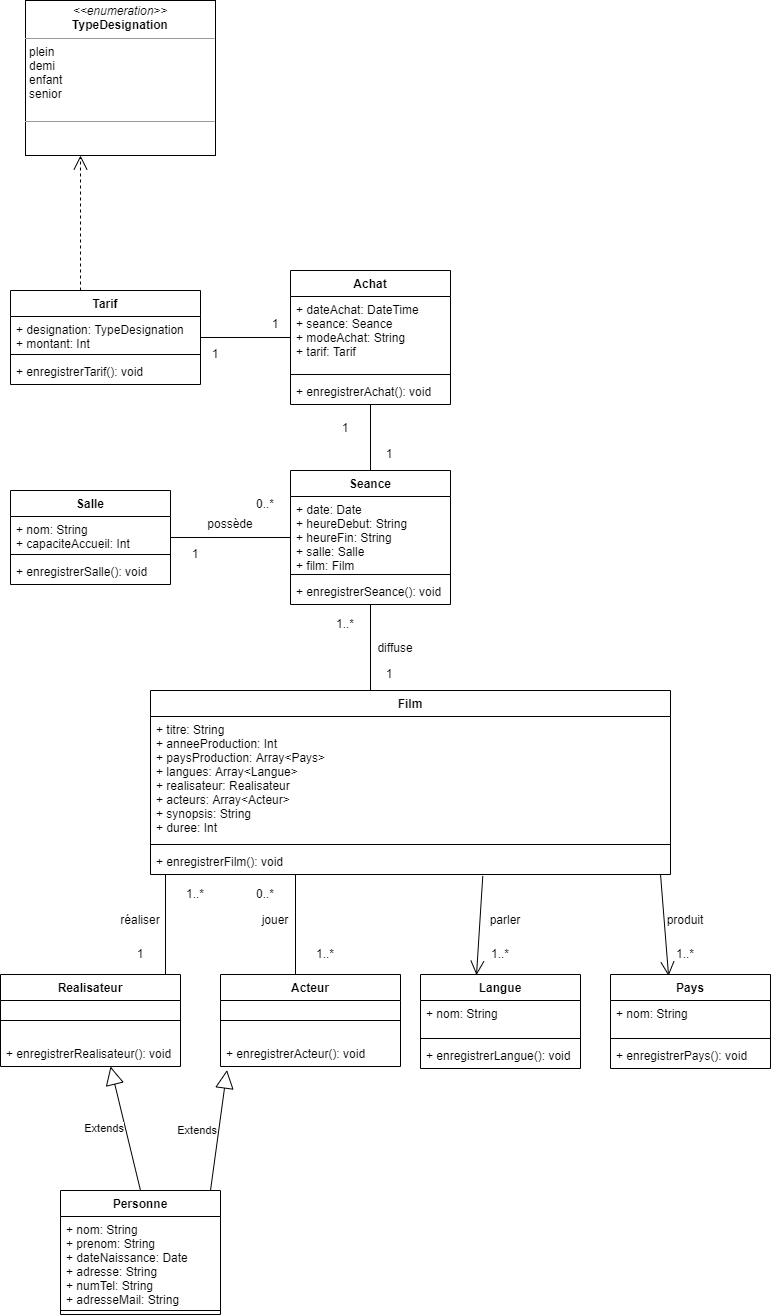 <<enumeration>>
TypeDesignation
plein
demi
enfant
senior
Tarif
+ designation: TypeDesignation
+ montant: Int
+ enregistrerTarif(): void
1
1
Achat
+ dateAchat: DateTime
+ seance: Seance
+ modeAchat: String
+ tarif: Tarif
+ enregistrerAchat(): void
1
1
Salle
+ nom: String
+ capaciteAccueil: Int
+ enregistrerSalle(): void
0..*
possède
1
Seance
+ date: Date
+ heureDebut: String
+ heureFin: String
+ salle: Salle
+ film: Film
+ enregistrerSeance(): void
1..*
diffuse
1
Film
+ titre: String
+ anneeProduction: Int
+ paysProduction: Array<Pays>
+ langues: Array<Langue>
+ realisateur: Realisateur
+ acteurs: Array<Acteur>
+ synopsis: String
+ duree: Int
+ enregistrerFilm(): void
1..*
réaliser
1
0..*
jouer
1..*
parler
1..*
produit
1..*
Realisateur
+ enregistrerRealisateur(): void
Acteur
+ enregistrerActeur(): void
Langue
+ nom: String
+ enregistrerLangue(): void
Pays
+ nom: String
+ enregistrerPays(): void
Extends
Extends
Personne
+ nom: String
+ prenom: String
+ dateNaissance: Date
+ adresse: String
+ numTel: String
+ adresseMail: String